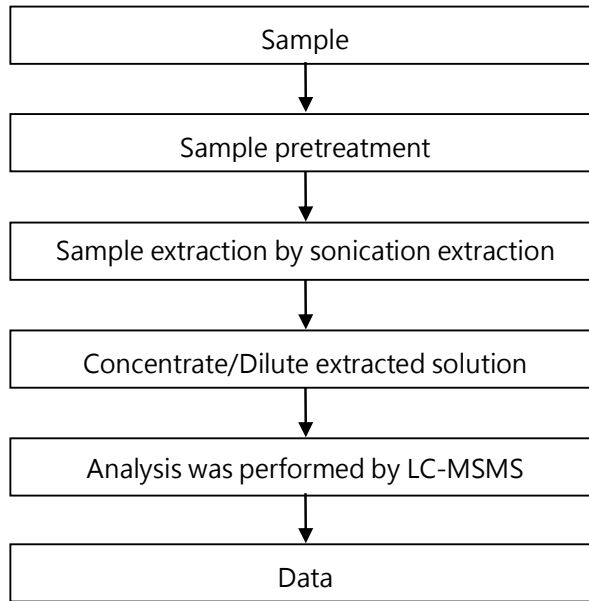 Sample
Sample pretreatment
Sample extraction by sonication extraction
Concentrate/Dilute extracted solution
Analysis was performed by LC-MSMS
Data